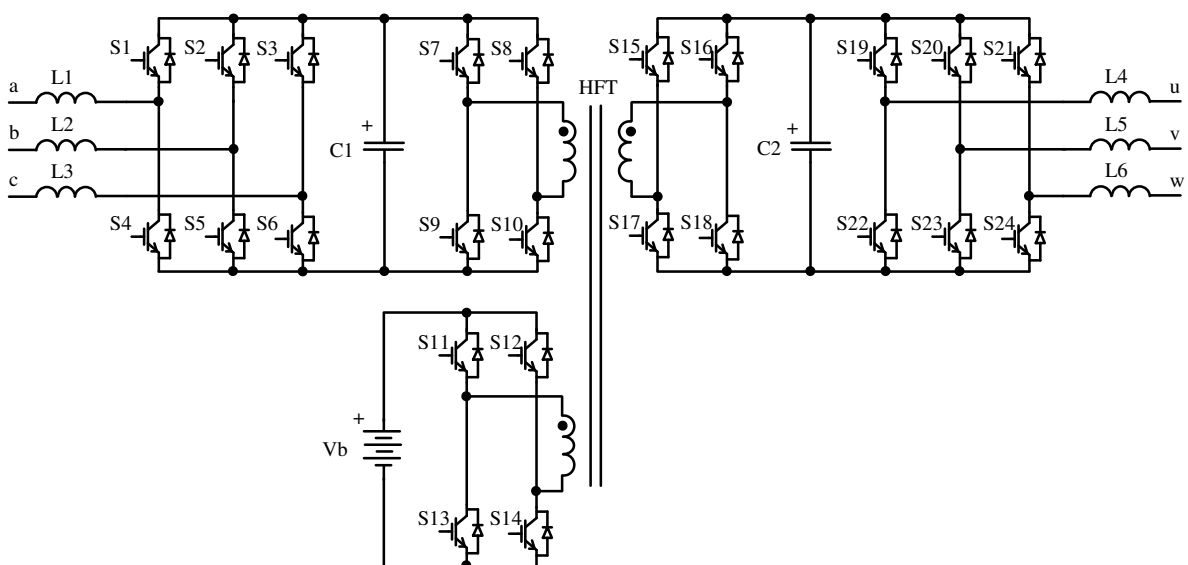 S1 S2 S3 S7 S8 S15 S16 S19 S20 S21
a L1 HFT L4 u
b L2 + C1 + C2 L5 v
c L3 L6 w
S4 S5 S6 S9 S10 S17 S18 S22 S23 S24
S11 S12
+
Vb
S13 S14